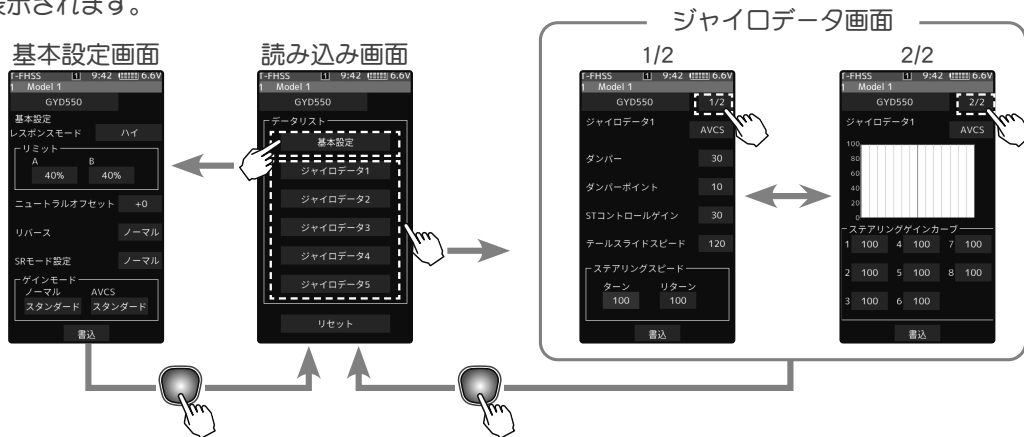 表示されます。
ジャイロデータ画面
基本設定画面
読み込み画面
1/2
2/2
T-FHSS 1 9:42 6.6V
1 Model 1
GYD550
基本設定
レスポンスモード ハイ
リミット
A B
40% 40%
ニュートラルオフセット +0
リバース ノーマル
SRモード設定 ノーマル
ゲインモード
ノーマル AVCS
スタンダード スタンダード
書込
T-FHSS 1 9:42 6.6V
1 Model 1
GYD550
データリスト
基本設定
ジャイロデータ1
ジャイロデータ2
ジャイロデータ3
ジャイロデータ4
ジャイロデータ5
リセット
T-FHSS 1 9:42 6.6V
1 Model 1
GYD550 1/2
ジャイロデータ1 AVCS
ダンパー 30
ダンパーポイント 10
STコントロールゲイン 30
テールスライドスピード 120
ステアリングスピード
ターン リターン
100 100
書込
T-FHSS 1 9:42 6.6V
1 Model 1
GYD550 2/2
ジャイロデータ1 AVCS
100
80
60
40
20
0
ステアリングゲインカーブ
1 100 4 100 7 100
2 100 5 100 8 100
3 100 6 100
書込